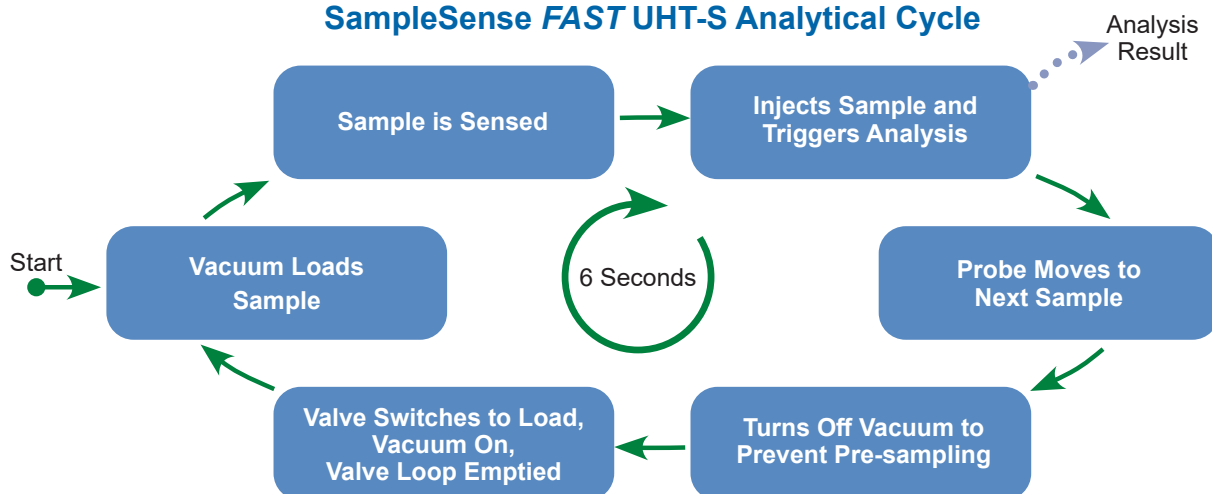 SampleSense FAST UHT-S Analytical Cycle
Analysis
Result
Sample is Sensed
Injects Sample and
Triggers Analysis
Start
Vacuum Loads
Sample
6 Seconds
Probe Moves to
Next Sample
Valve Switches to Load,
Vacuum On,
Valve Loop Emptied
Turns Off Vacuum to
Prevent Pre-sampling